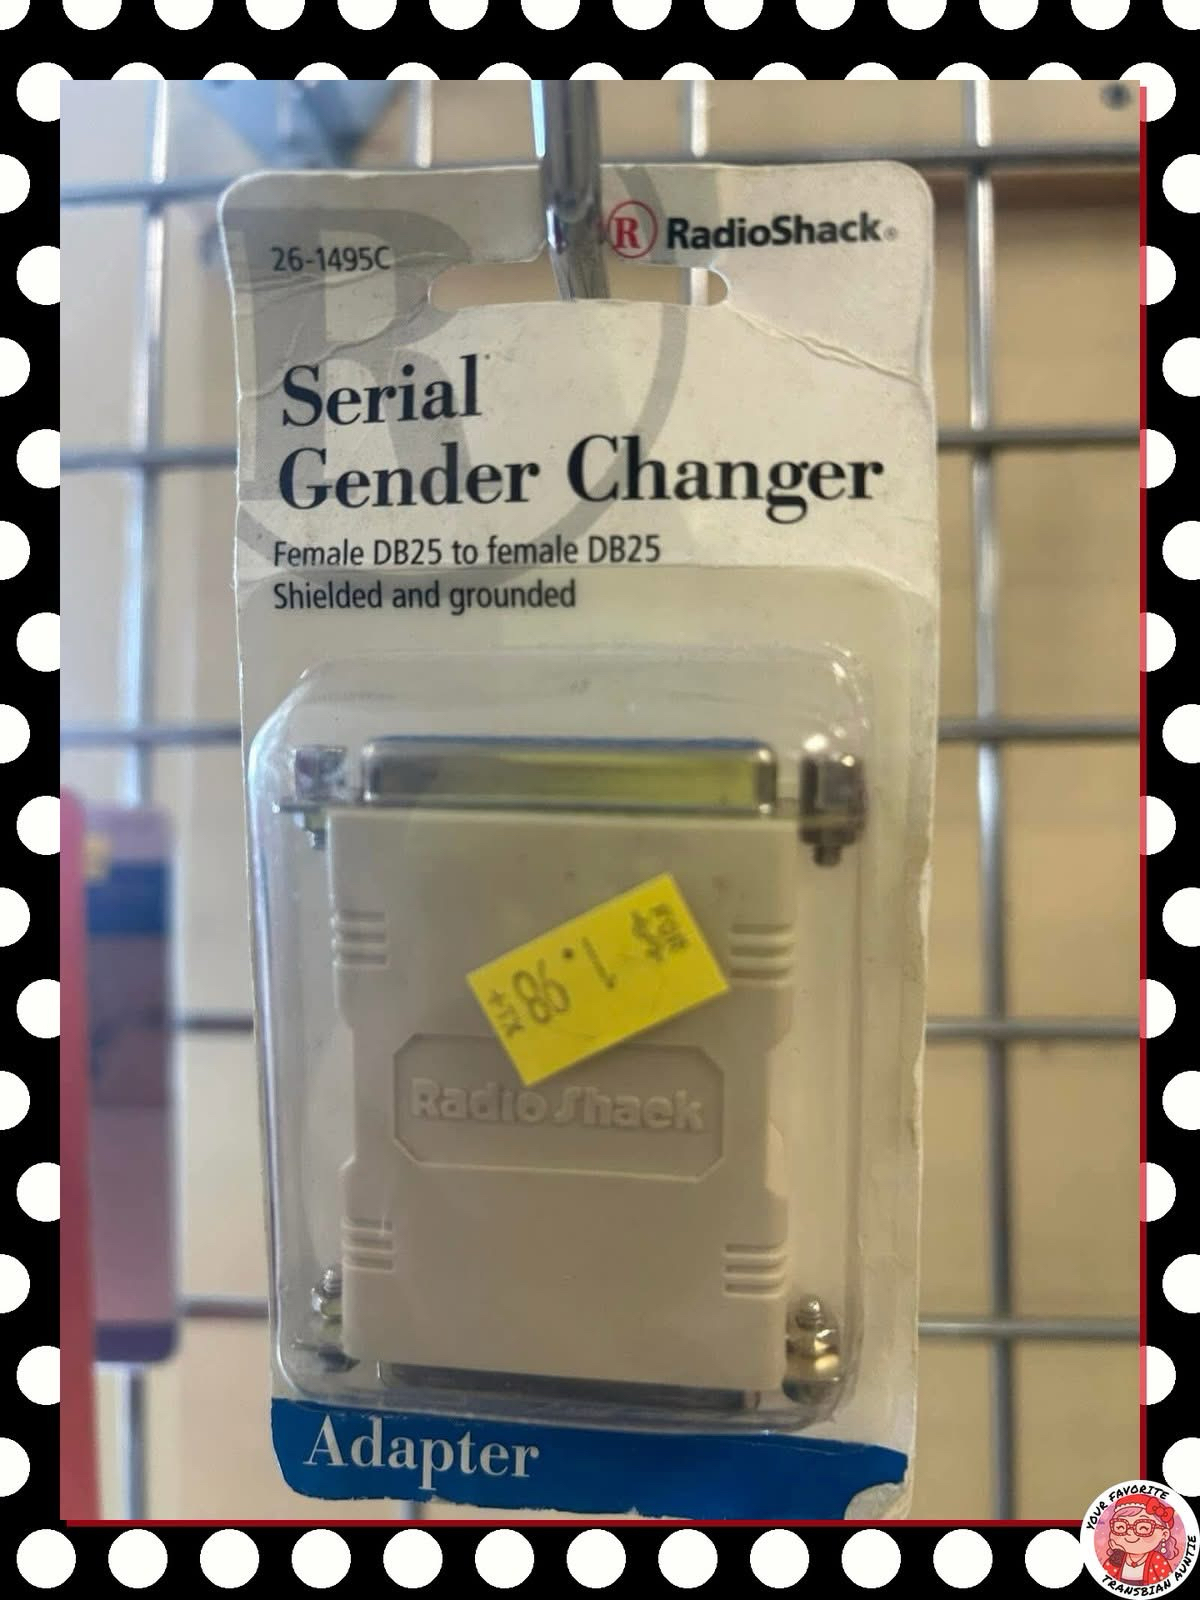 26-1495C
R RadioShack®
Serial
Gender Changer
Female DB25 to female DB25
Shielded and grounded
1.98
+TX
RadioShack
Adapter
YOUR FAVORITE
TRANSBIAN AUNTIE